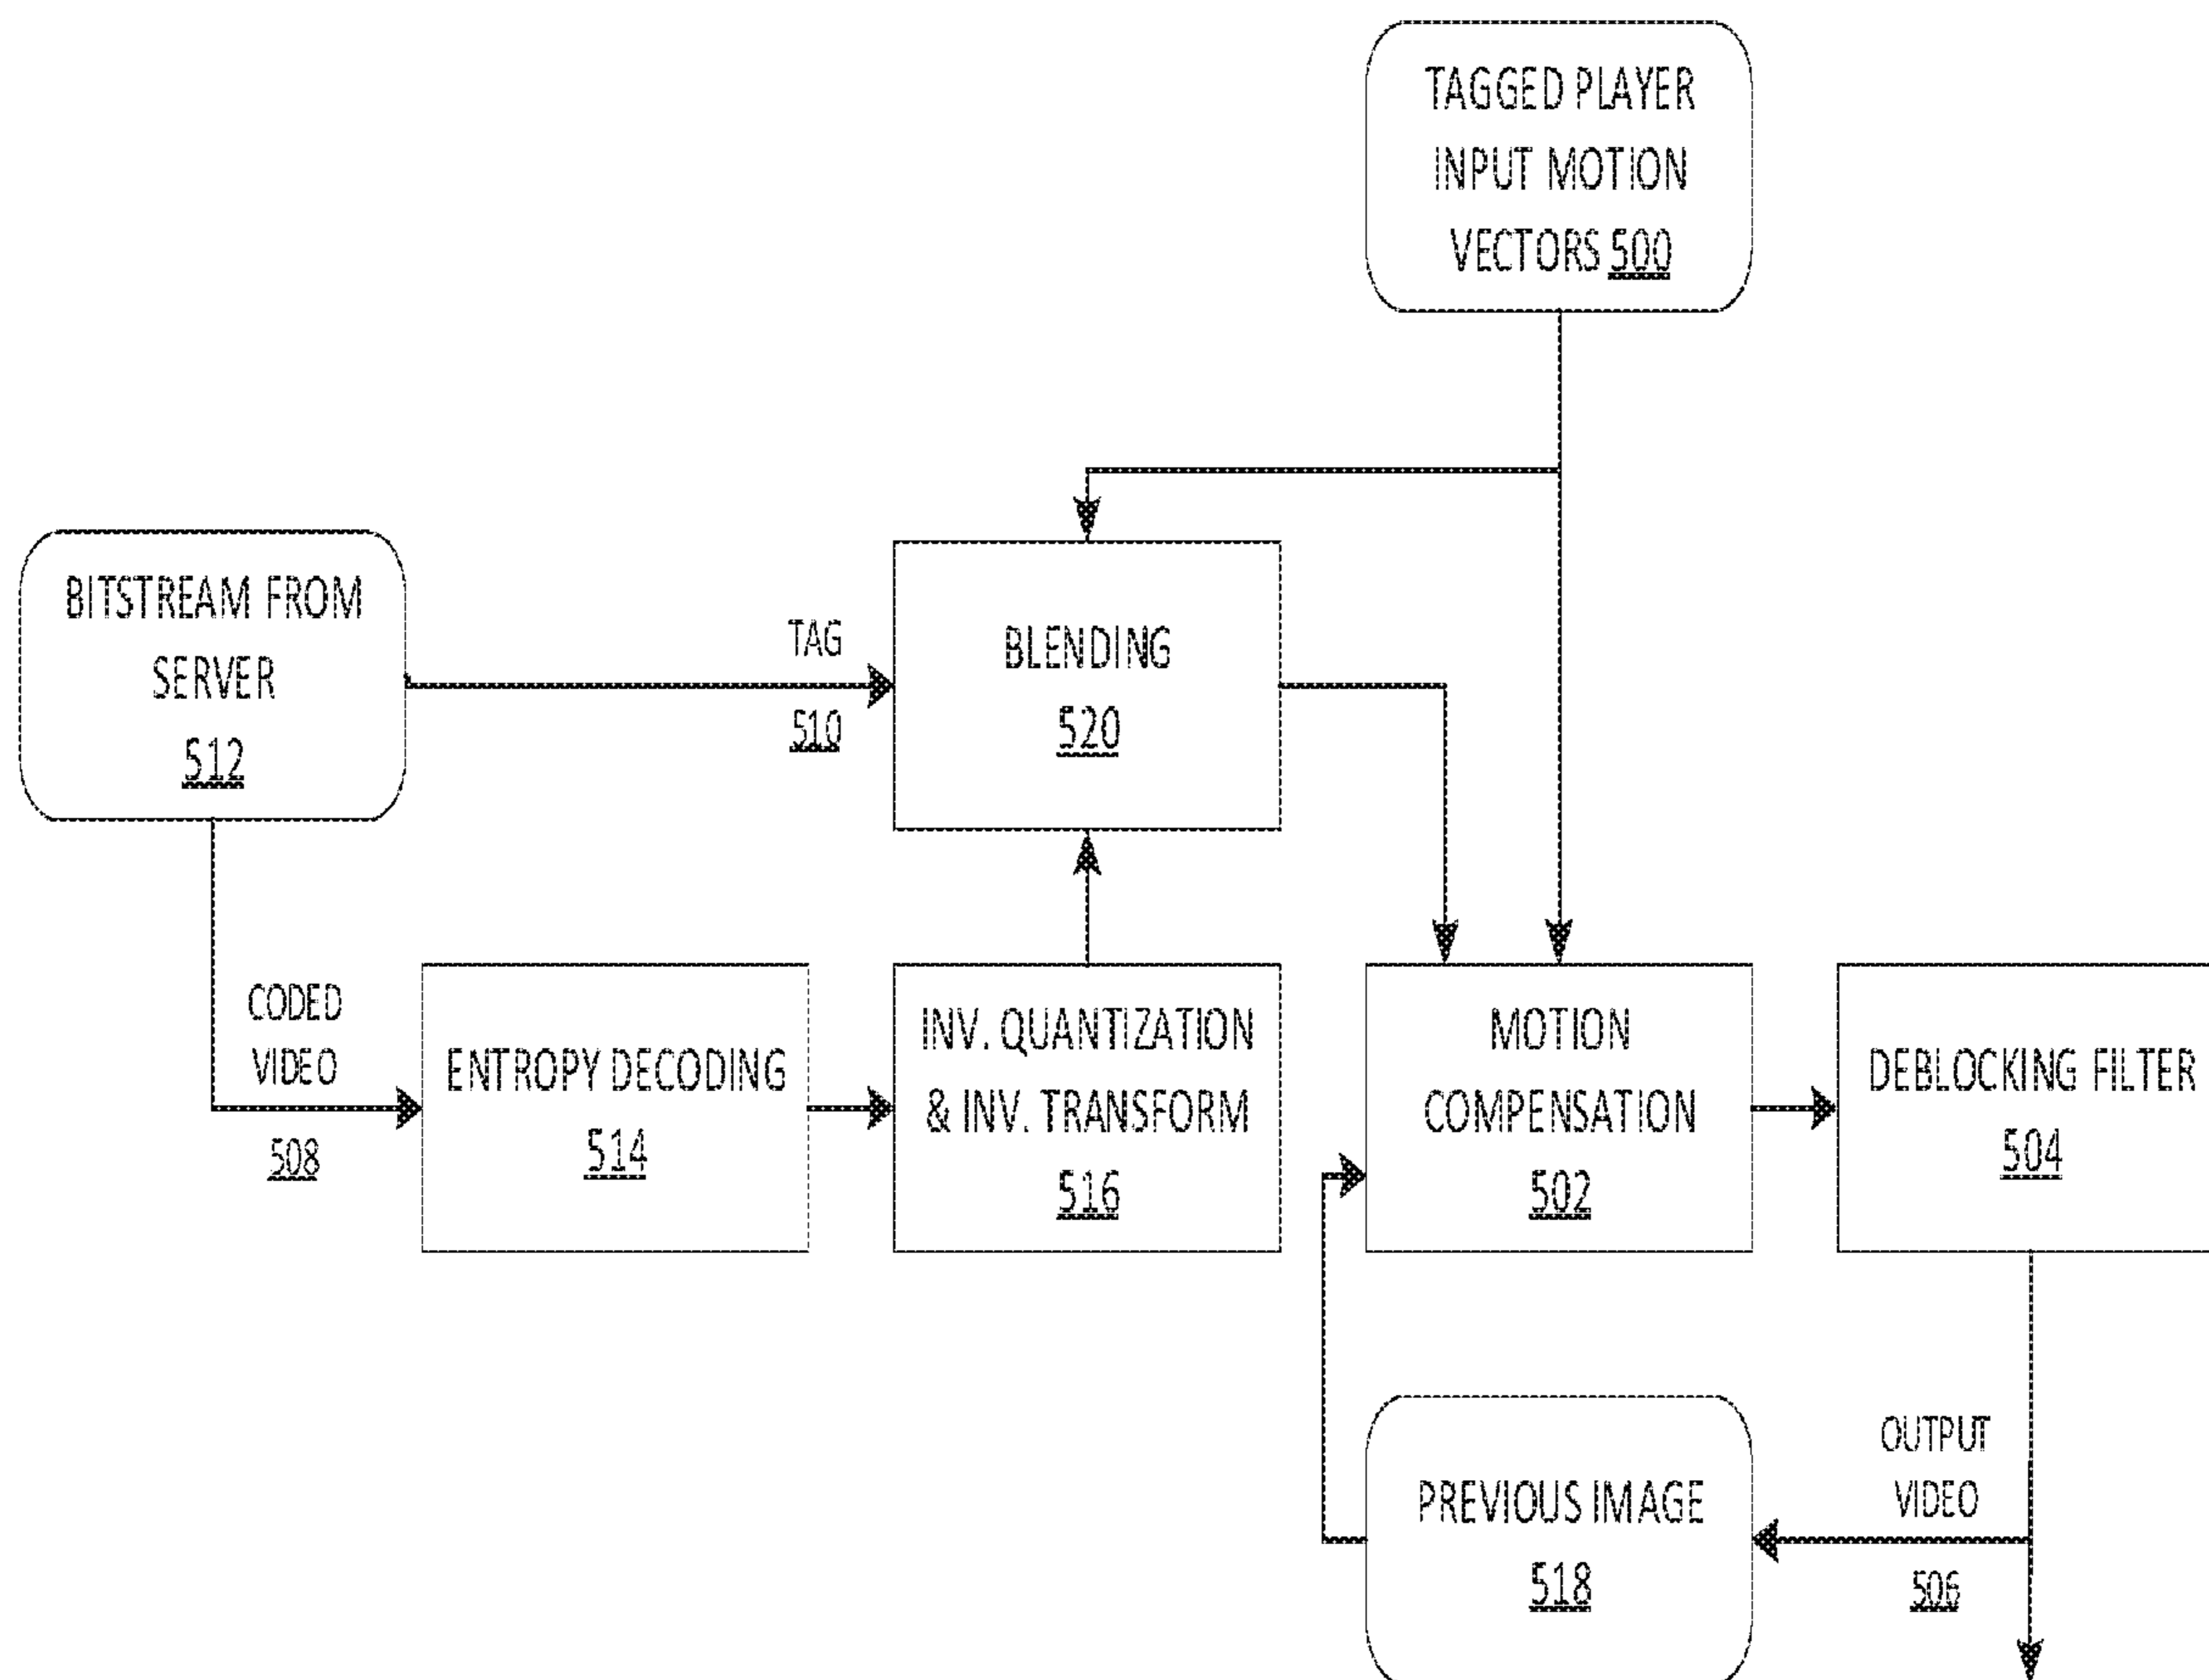 TAGGED PLAYER
INPUT MOTION
VECTORS 500
BITSTREAM FROM
SERVER
512
TAG
510
BLENDING
520
CODED
VIDEO
508
ENTROPY DECODING
514
INV. QUANTIZATION
& INV. TRANSFORM
516
MOTION
COMPENSATION
502
DEBLOCKING FILTER
504
PREVIOUS IMAGE
518
OUTPUT
VIDEO
506